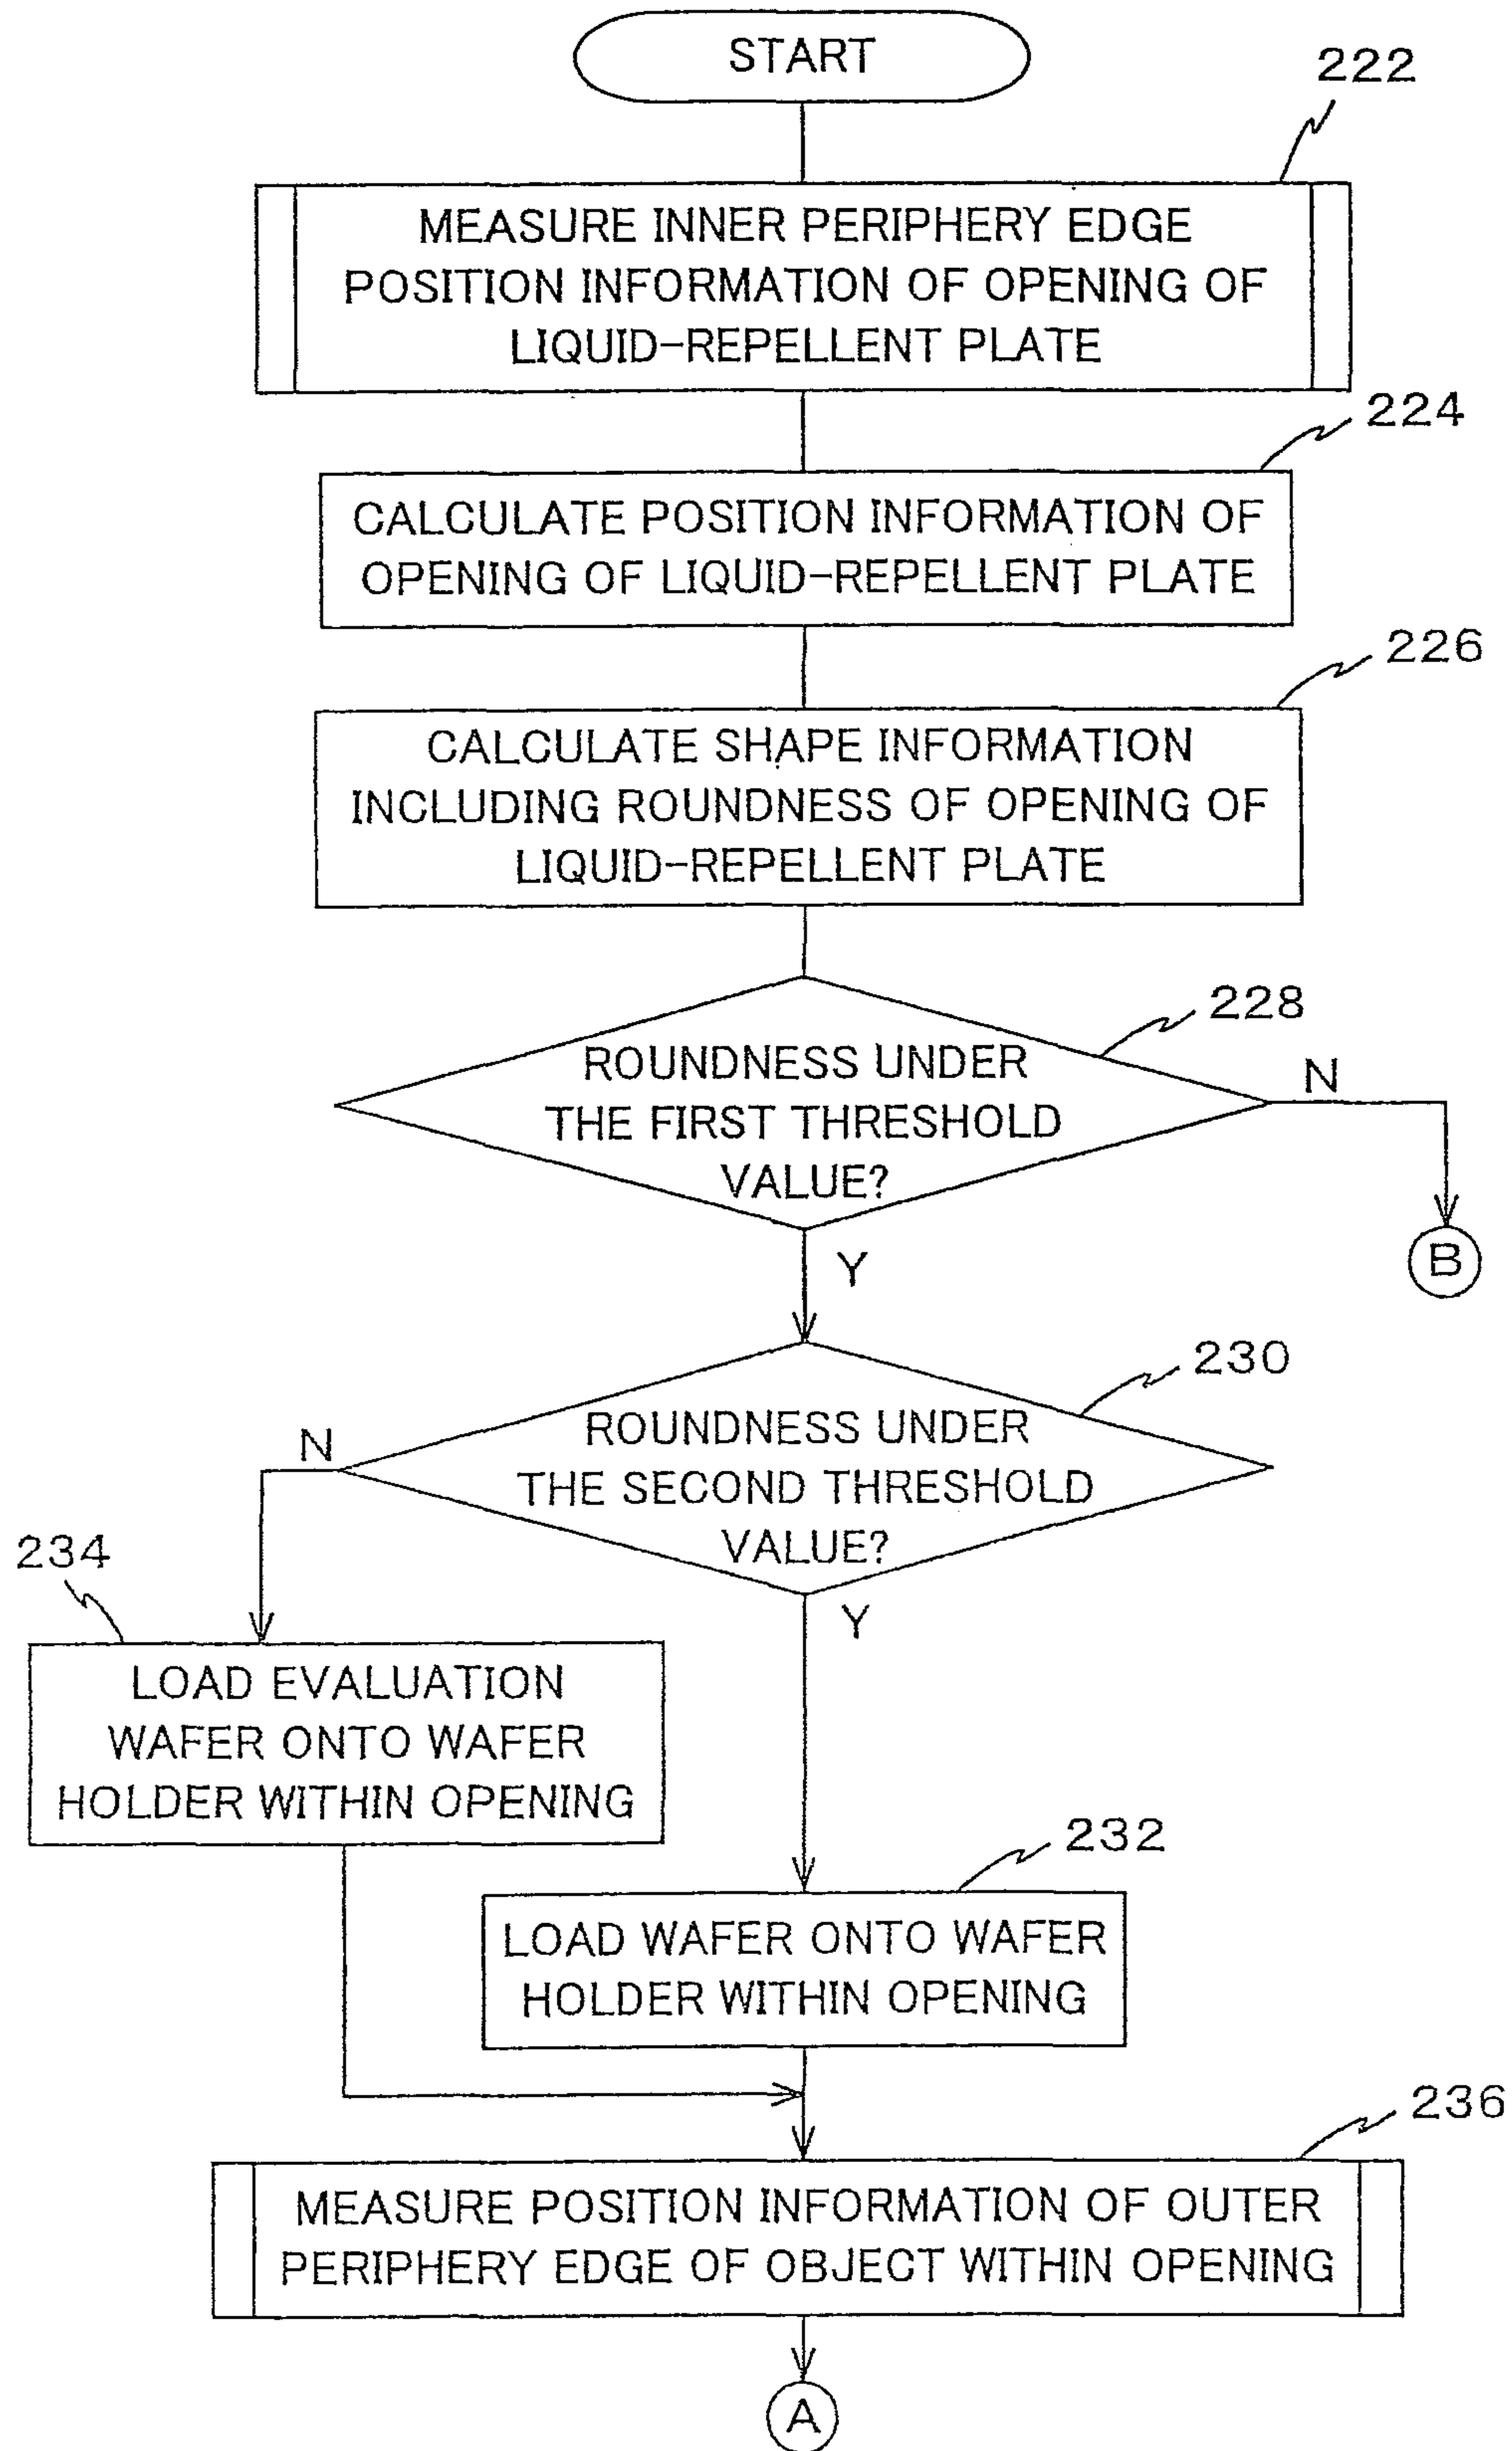 START
222
MEASURE INNER PERIPHERY EDGE
POSITION INFORMATION OF OPENING OF
LIQUID-REPELLENT PLATE
224
CALCULATE POSITION INFORMATION OF
OPENING OF LIQUID-REPELLENT PLATE
226
CALCULATE SHAPE INFORMATION
INCLUDING ROUNDNESS OF OPENING OF
LIQUID-REPELLENT PLATE
228
ROUNDNESS UNDER
THE FIRST THRESHOLD
VALUE?
N
B
Y
230
ROUNDNESS UNDER
THE SECOND THRESHOLD
VALUE?
N
Y
234
LOAD EVALUATION
WAFER ONTO WAFER
HOLDER WITHIN OPENING
232
LOAD WAFER ONTO WAFER
HOLDER WITHIN OPENING
236
MEASURE POSITION INFORMATION OF OUTER
PERIPHERY EDGE OF OBJECT WITHIN OPENING
A